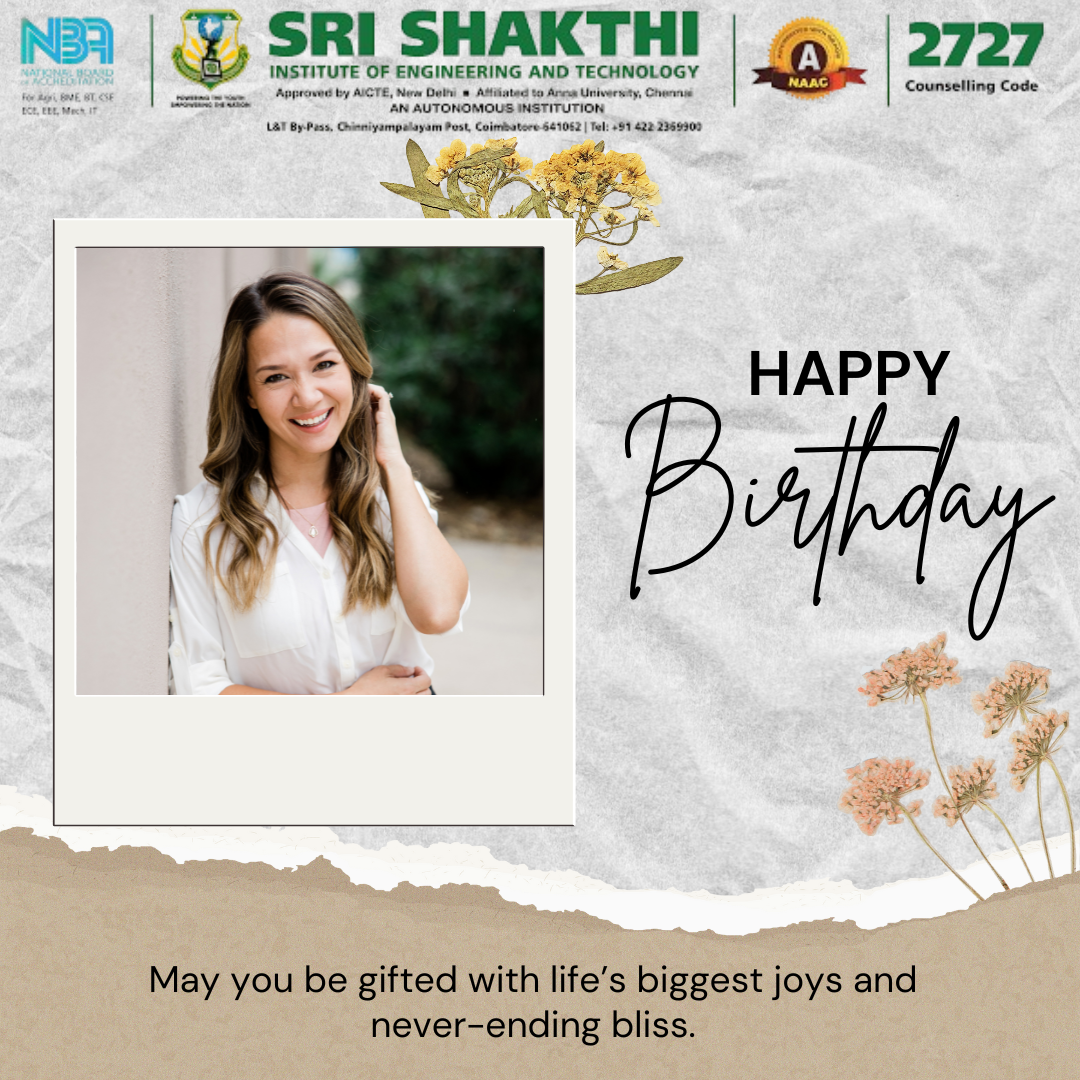 NBA
NATIONAL BOARD
of ACCREDITATION
For Agri, BME, BT, CSE
ECE, EEE, Mech, IT
POWERING THE YOUTH
EMPOWERING THE NATION
SRI SHAKTHI
INSTITUTE OF ENGINEERING AND TECHNOLOGY
Approved by AICTE, New Delhi ■ Affiliated to Anna University, Chennai
AN AUTONOMOUS INSTITUTION
L&T By-Pass, Chinniyampalayam Post, Coimbatore-641062 | Tel: +91 422 2369900
A
NAAC
2727
Counselling Code
HAPPY
Birthday
May you be gifted with life’s biggest joys and
never-ending bliss.